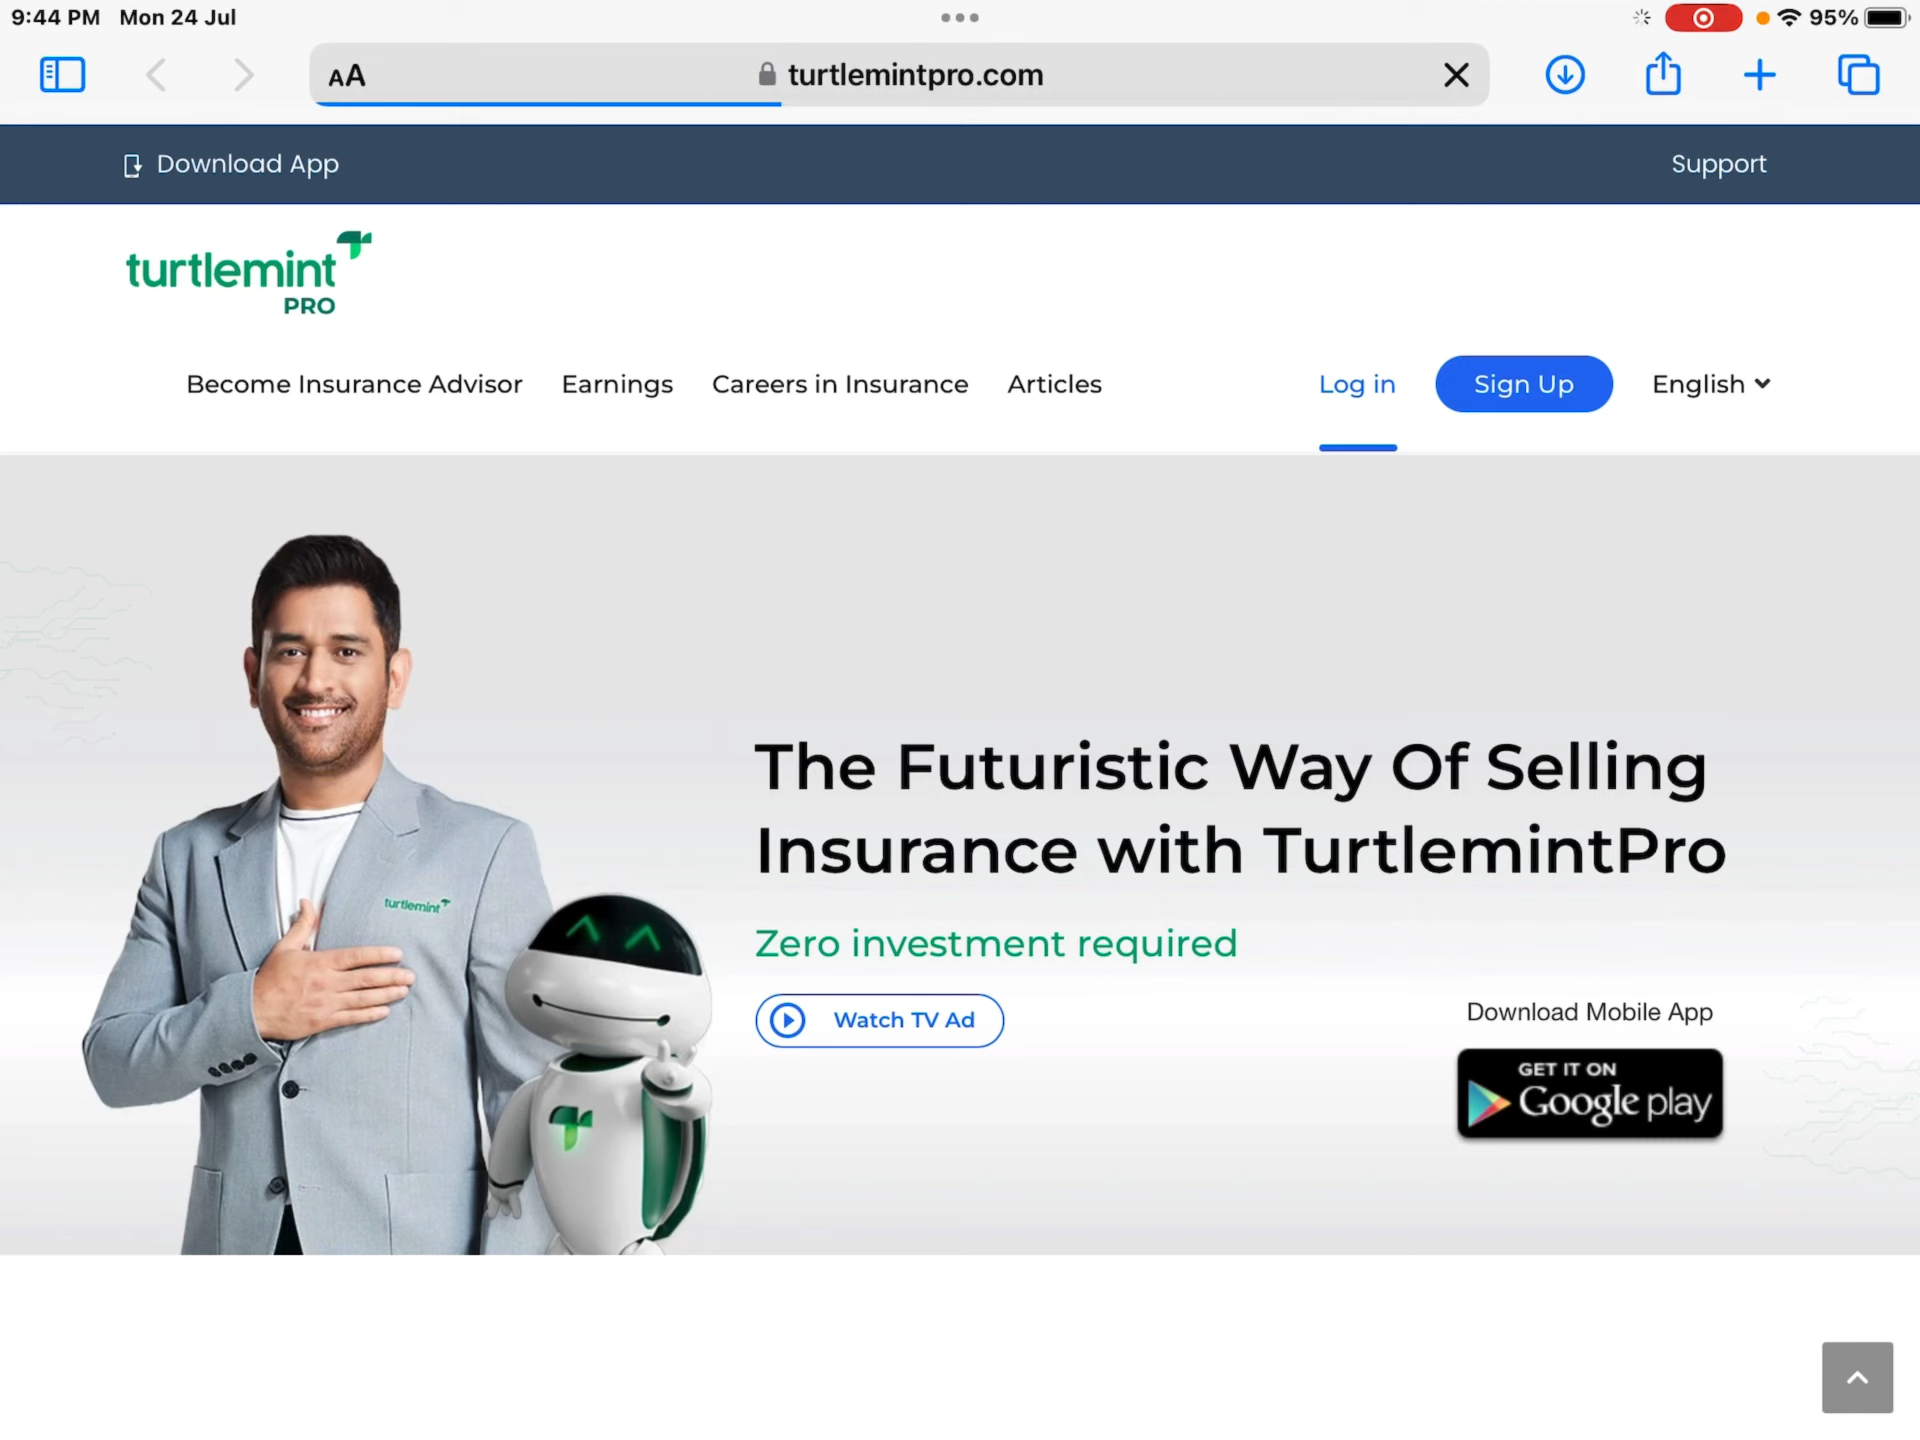 9:44 PM Mon 24 Jul
95%
AA
turtlemintpro.com
Download App
Support
turtlemint
PRO
Become Insurance Advisor
Earnings
Careers in Insurance
Articles
Log in
Sign Up
English
The Futuristic Way Of Selling
Insurance with TurtlemintPro
turtlemint
Zero investment required
Watch TV Ad
Download Mobile App
GET IT ON
Google play